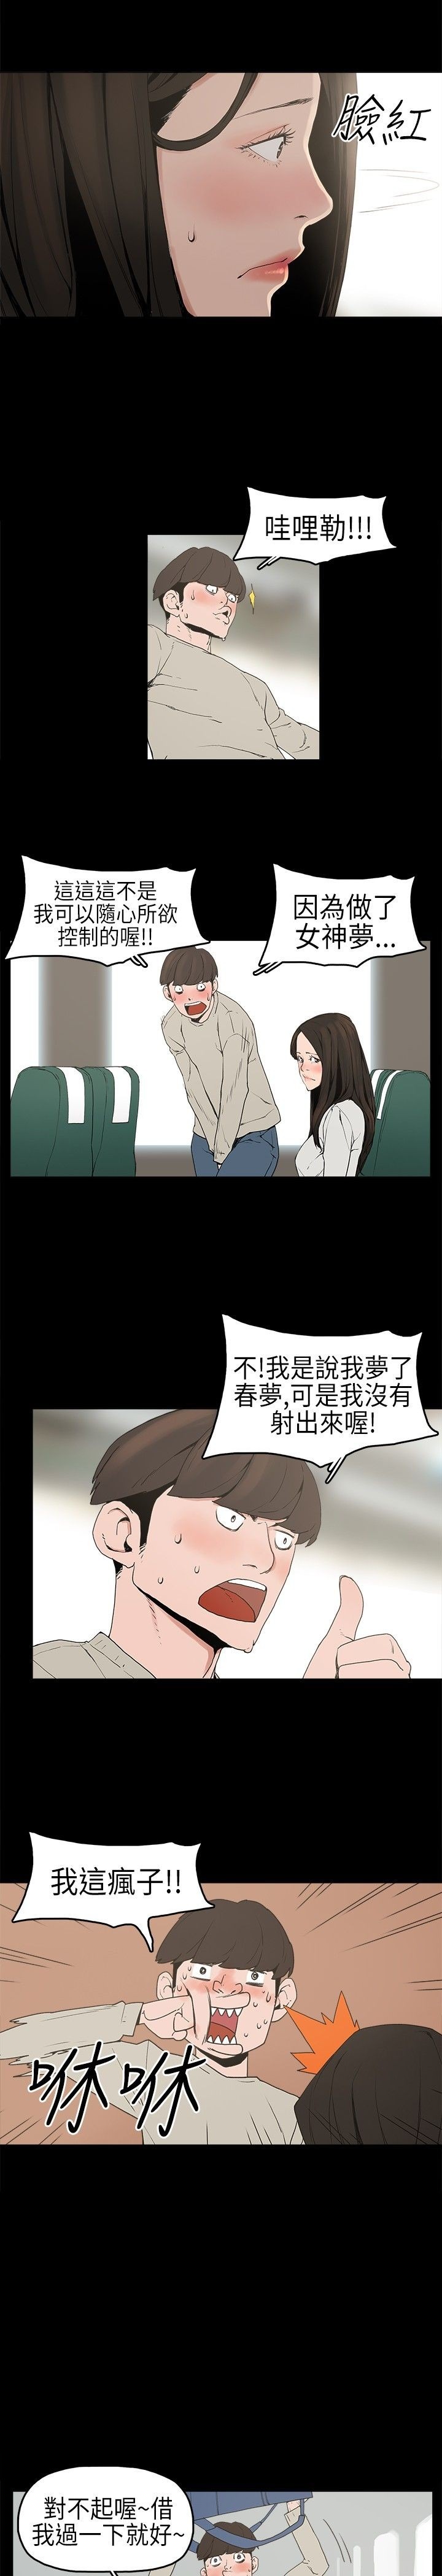 臉紅
哇哩勒!!!
這這這不是
我可以隨心所欲
控制的喔!!
因為做了
女神夢...
不!我是說我夢了
春夢,可是我沒有
射出來喔!
我這瘋子!!
咻咻
對不起喔~借
我過一下就好~